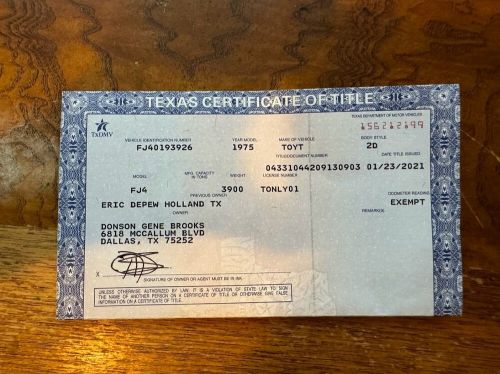 TEXAS CERTIFICATE OF TITLE
TxDMV
TEXAS DEPARTMENT OF MOTOR VEHICLES
VEHICLE IDENTIFICATION NUMBER YEAR MODEL MAKE OF VEHICLE BODY STYLE
FJ40193926 1975 TOYT 2D
TITLE/DOCUMENT NUMBER DATE TITLE ISSUED
04331044209130903 01/23/2021
MODEL MFG. CAPACITY IN TONS WEIGHT LICENSE NUMBER
FJ4 3900 TONLY01
PREVIOUS OWNER ODOMETER READING
ERIC DEPEW HOLLAND TX EXEMPT
OWNER REMARK(S)
DONSON GENE BROOKS
6818 MCCALLUM BLVD
DALLAS, TX 75252
X
SIGNATURE OF OWNER OR AGENT MUST BE IN INK
UNLESS OTHERWISE AUTHORIZED BY LAW, IT IS A VIOLATION OF STATE LAW TO SIGN
THE NAME OF ANOTHER PERSON ON A CERTIFICATE OF TITLE OR OTHERWISE GIVE FALSE
INFORMATION ON A CERTIFICATE OF TITLE.